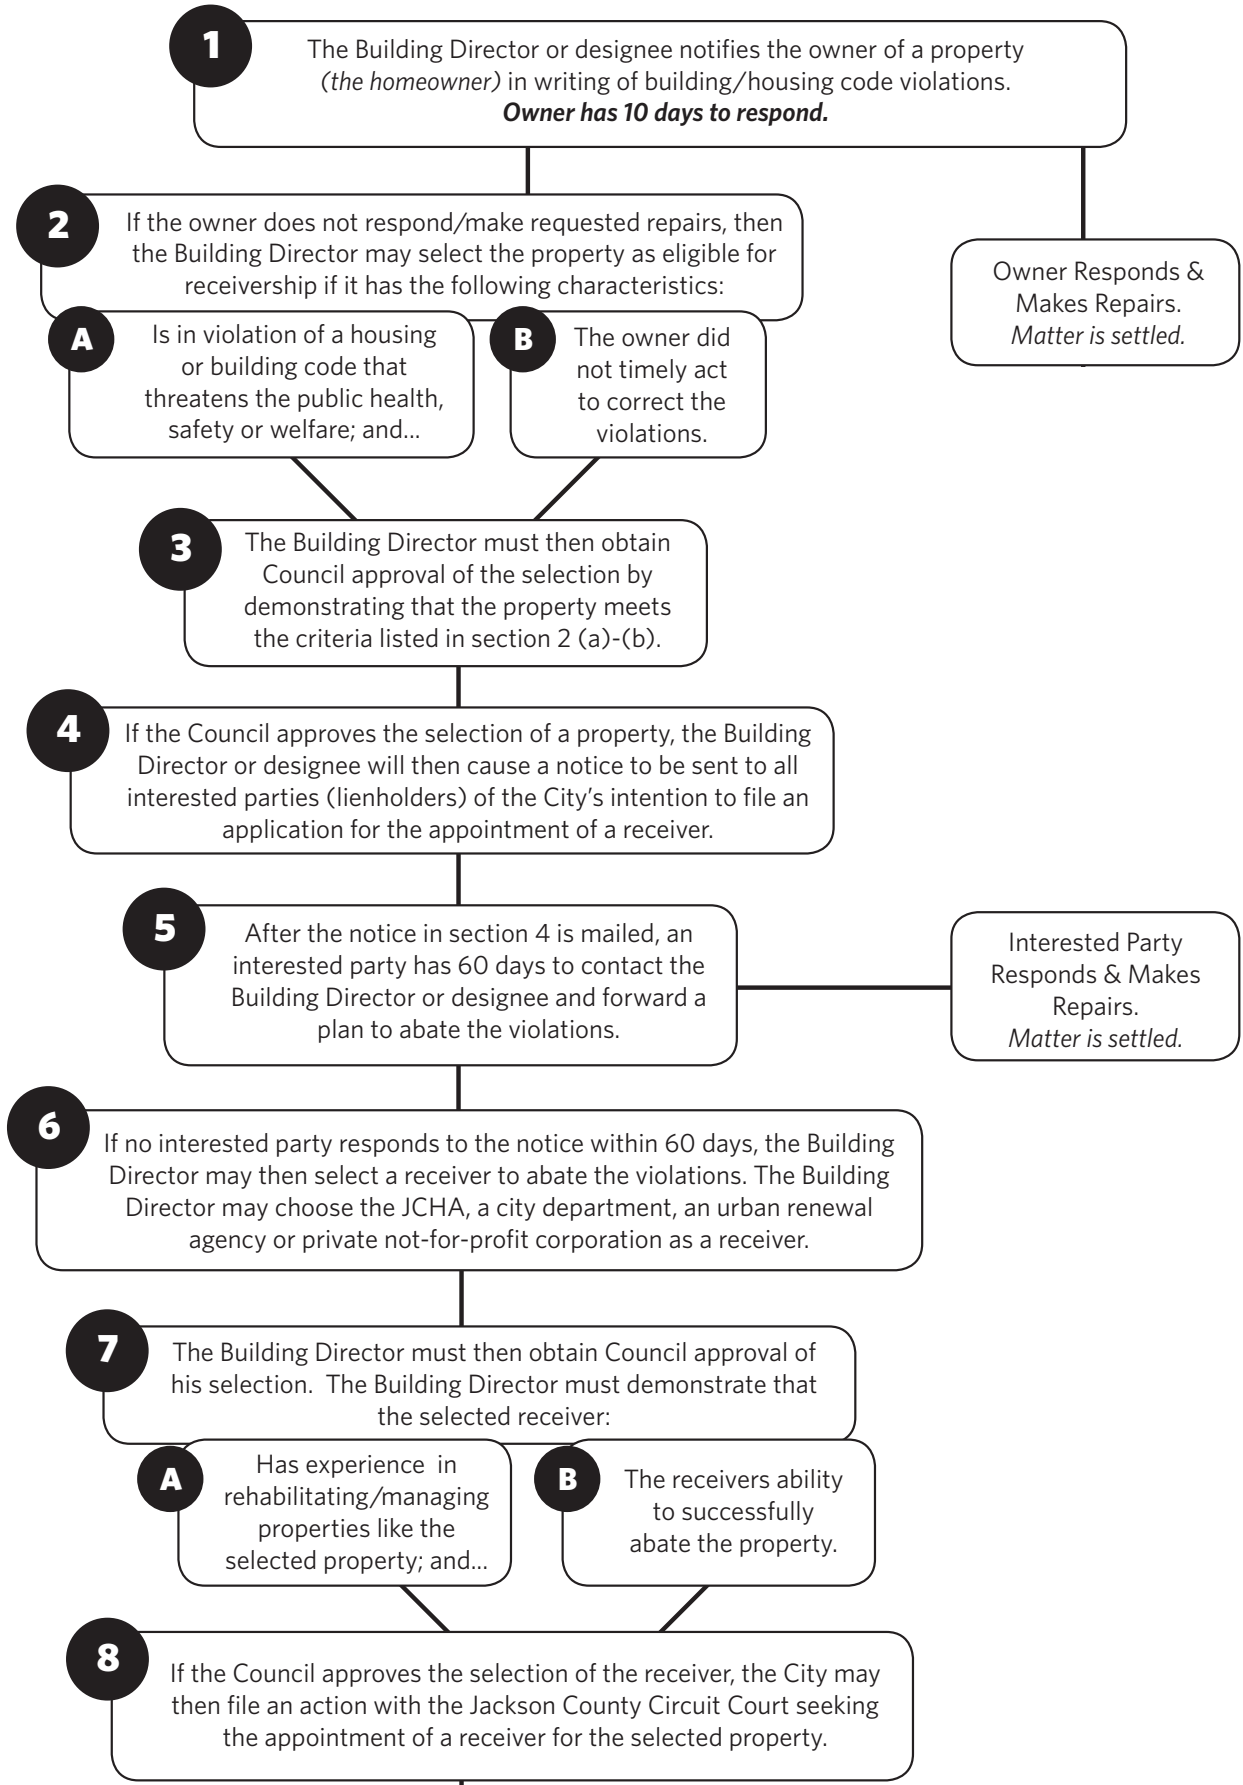 1
The Building Director or designee notifies the owner of a property
(the homeowner) in writing of building/housing code violations.
Owner has 10 days to respond.
2
If the owner does not respond/make requested repairs, then
the Building Director may select the property as eligible for
receivership if it has the following characteristics:
Owner Responds &
Makes Repairs.
Matter is settled.
A
Is in violation of a housing
or building code that
threatens the public health,
safety or welfare; and...
B
The owner did
not timely act
to correct the
violations.
3
The Building Director must then obtain
Council approval of the selection by
demonstrating that the property meets
the criteria listed in section 2 (a)-(b).
4
If the Council approves the selection of a property, the Building
Director or designee will then cause a notice to be sent to all
interested parties (lienholders) of the City's intention to file an
application for the appointment of a receiver.
5
After the notice in section 4 is mailed, an
interested party has 60 days to contact the
Building Director or designee and forward a
plan to abate the violations.
Interested Party
Responds & Makes
Repairs.
Matter is settled.
6
If no interested party responds to the notice within 60 days, the Building
Director may then select a receiver to abate the violations. The Building
Director may choose the JCHA, a city department, an urban renewal
agency or private not-for-profit corporation as a receiver.
7
The Building Director must then obtain Council approval of
his selection.  The Building Director must demonstrate that
the selected receiver:
A
Has experience  in
rehabilitating/managing
properties like the
selected property; and...
B
The receivers ability
to successfully
abate the property.
8
If the Council approves the selection of the receiver, the City may
then file an action with the Jackson County Circuit Court seeking
the appointment of a receiver for the selected property.